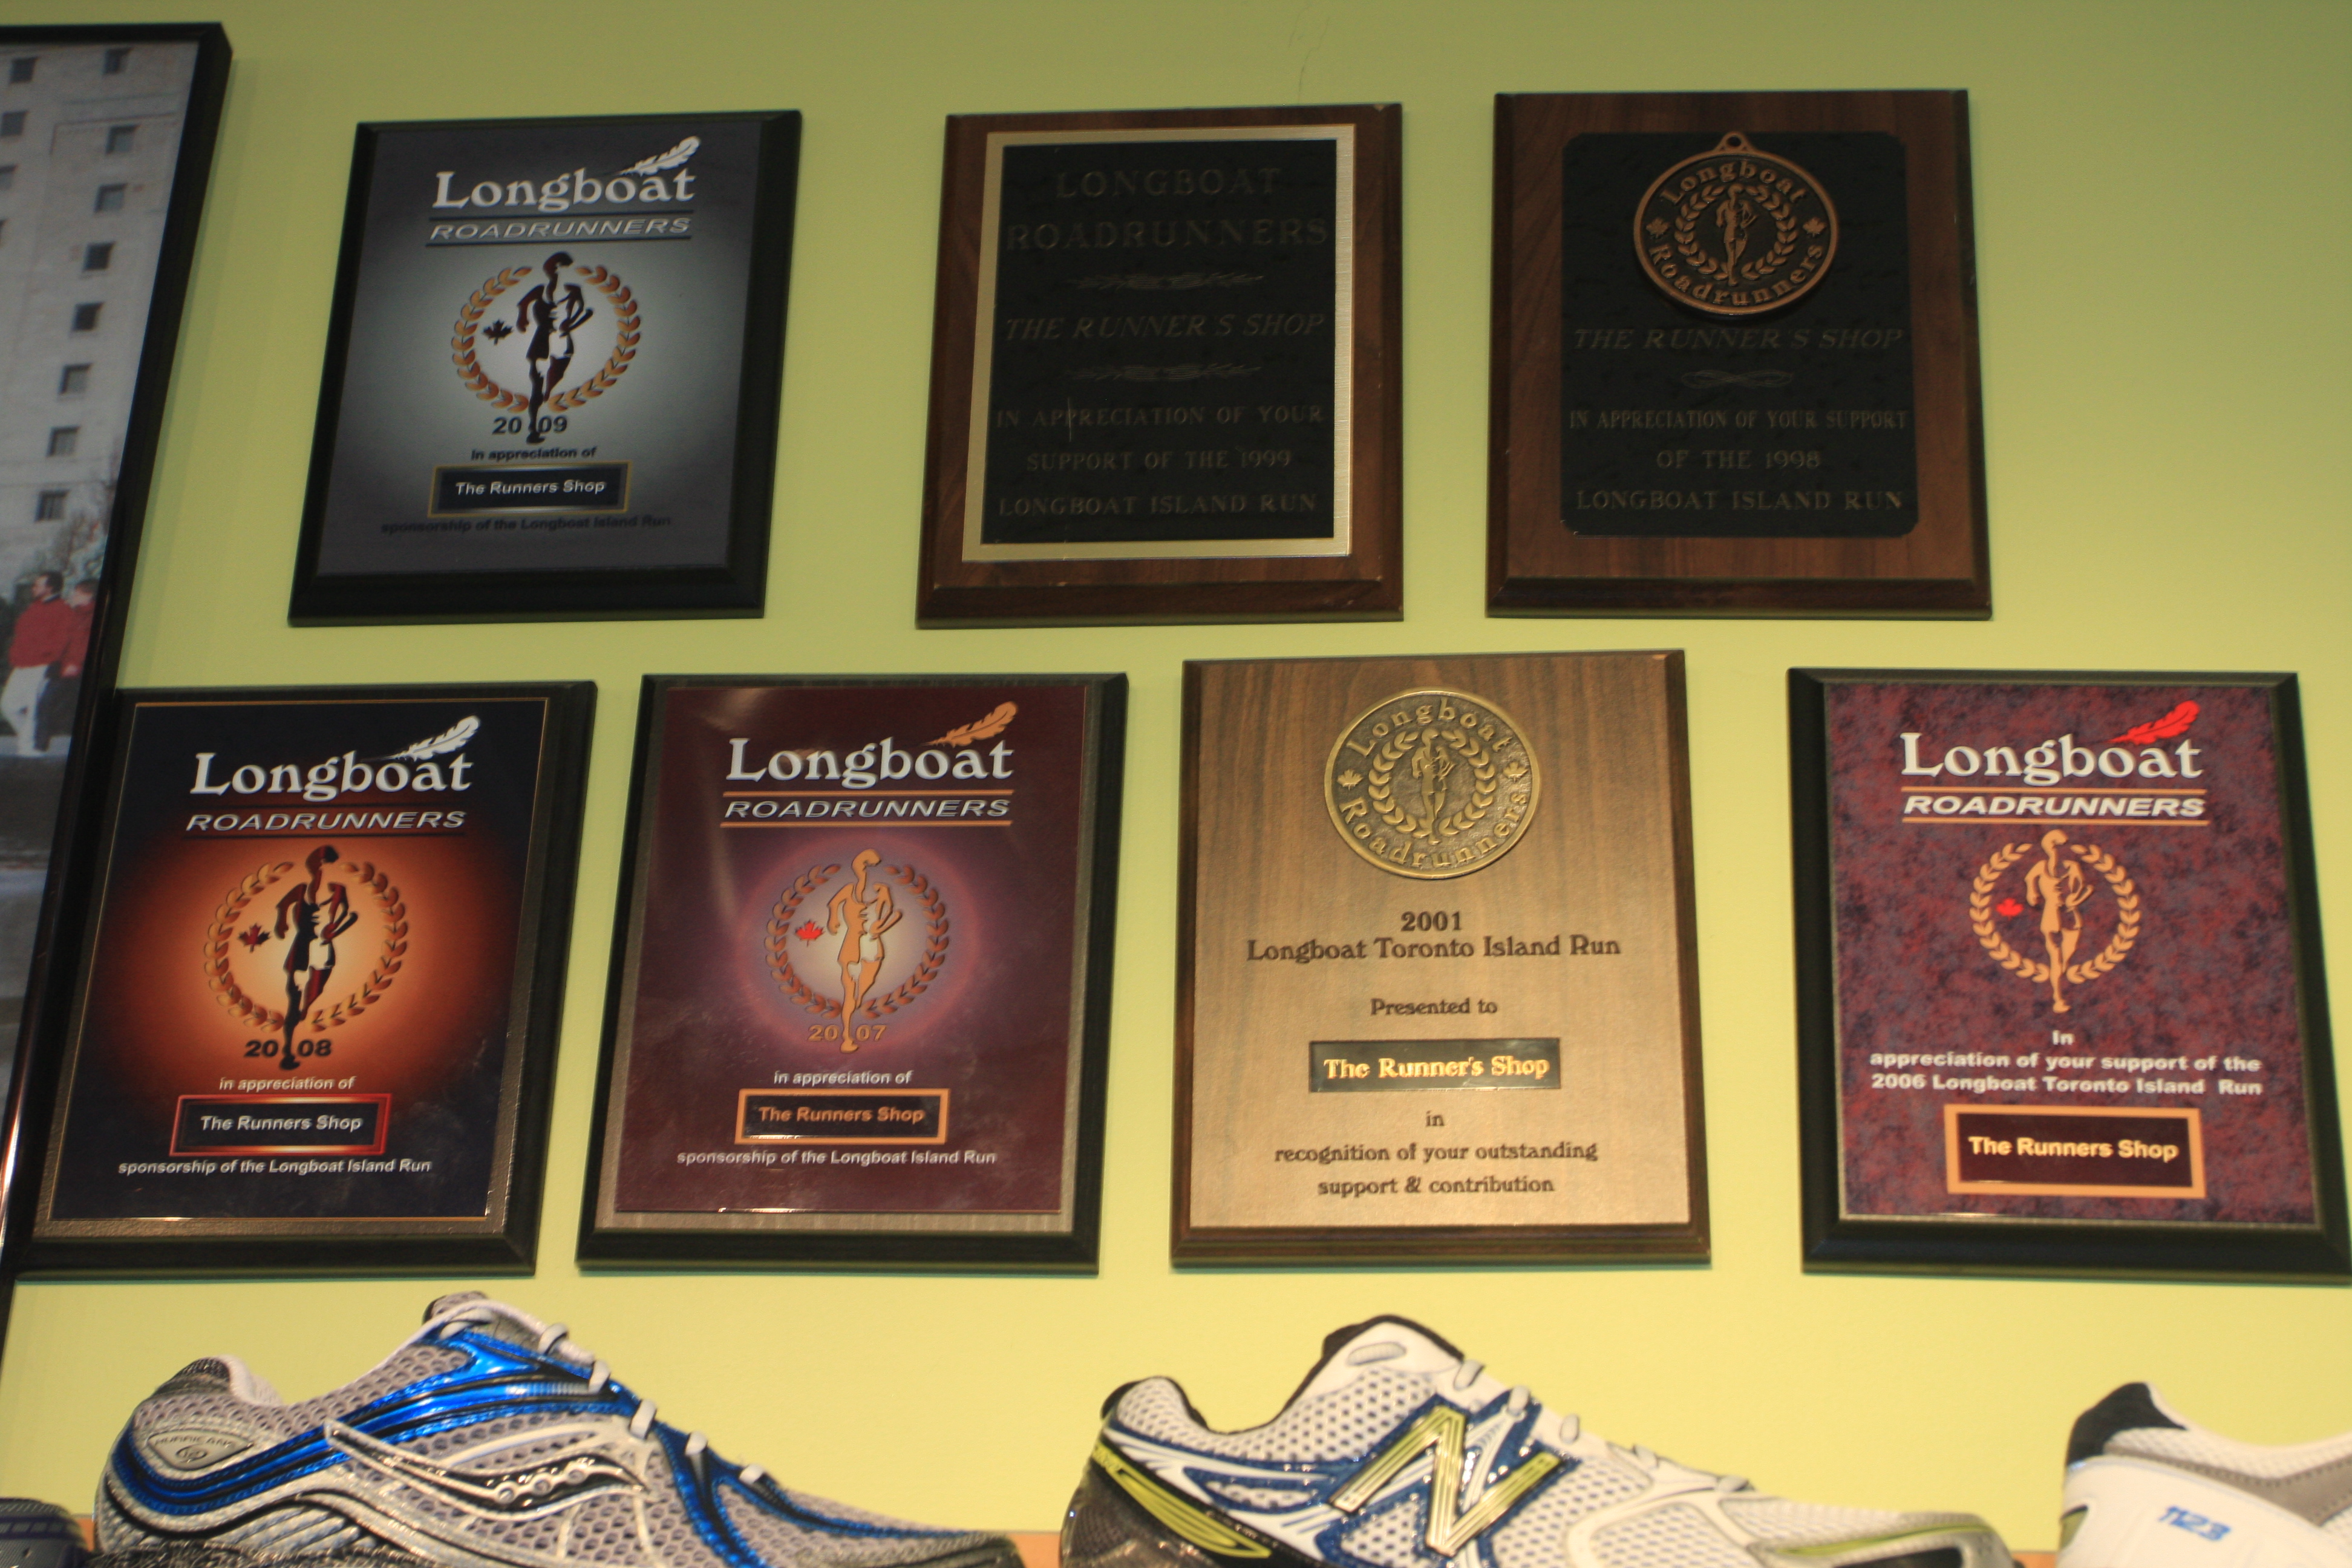 Longboat
ROADRUNNERS
2009
In appreciation of
The Runners Shop
sponsorship of the Longboat Island Run
LONGBOAT
ROADRUNNERS
THE RUNNER'S SHOP
IN APPRECIATION OF YOUR
SUPPORT OF THE 1999
LONGBOAT ISLAND RUN
Longboat
Roadrunners
THE RUNNER'S SHOP
IN APPRECIATION OF YOUR SUPPORT
OF THE 1998
LONGBOAT ISLAND RUN
Longboat
ROADRUNNERS
2008
in appreciation of
The Runners Shop
sponsorship of the Longboat Island Run
Longboat
ROADRUNNERS
2007
in appreciation of
The Runners Shop
sponsorship of the Longboat Island Run
Longboat
Roadrunners
2001
Longboat Toronto Island Run
Presented to
The Runner's Shop
in
recognition of your outstanding
support & contribution
Longboat
ROADRUNNERS
In
appreciation of your support of the
2006 Longboat Toronto Island Run
The Runners Shop
HURRICANE
12
N
1123